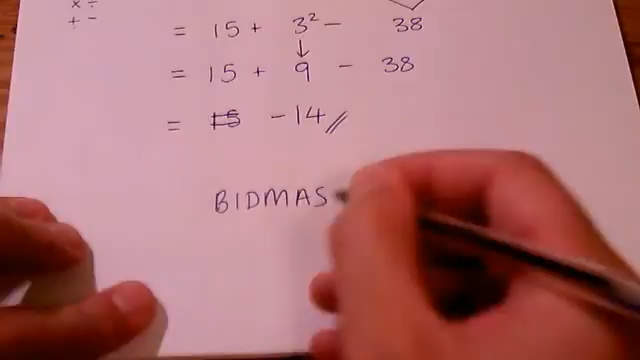 × ÷
+ −
= 15 + 3² − 38
↓
= 15 + 9 − 38
= 15 −14//
BIDMAS